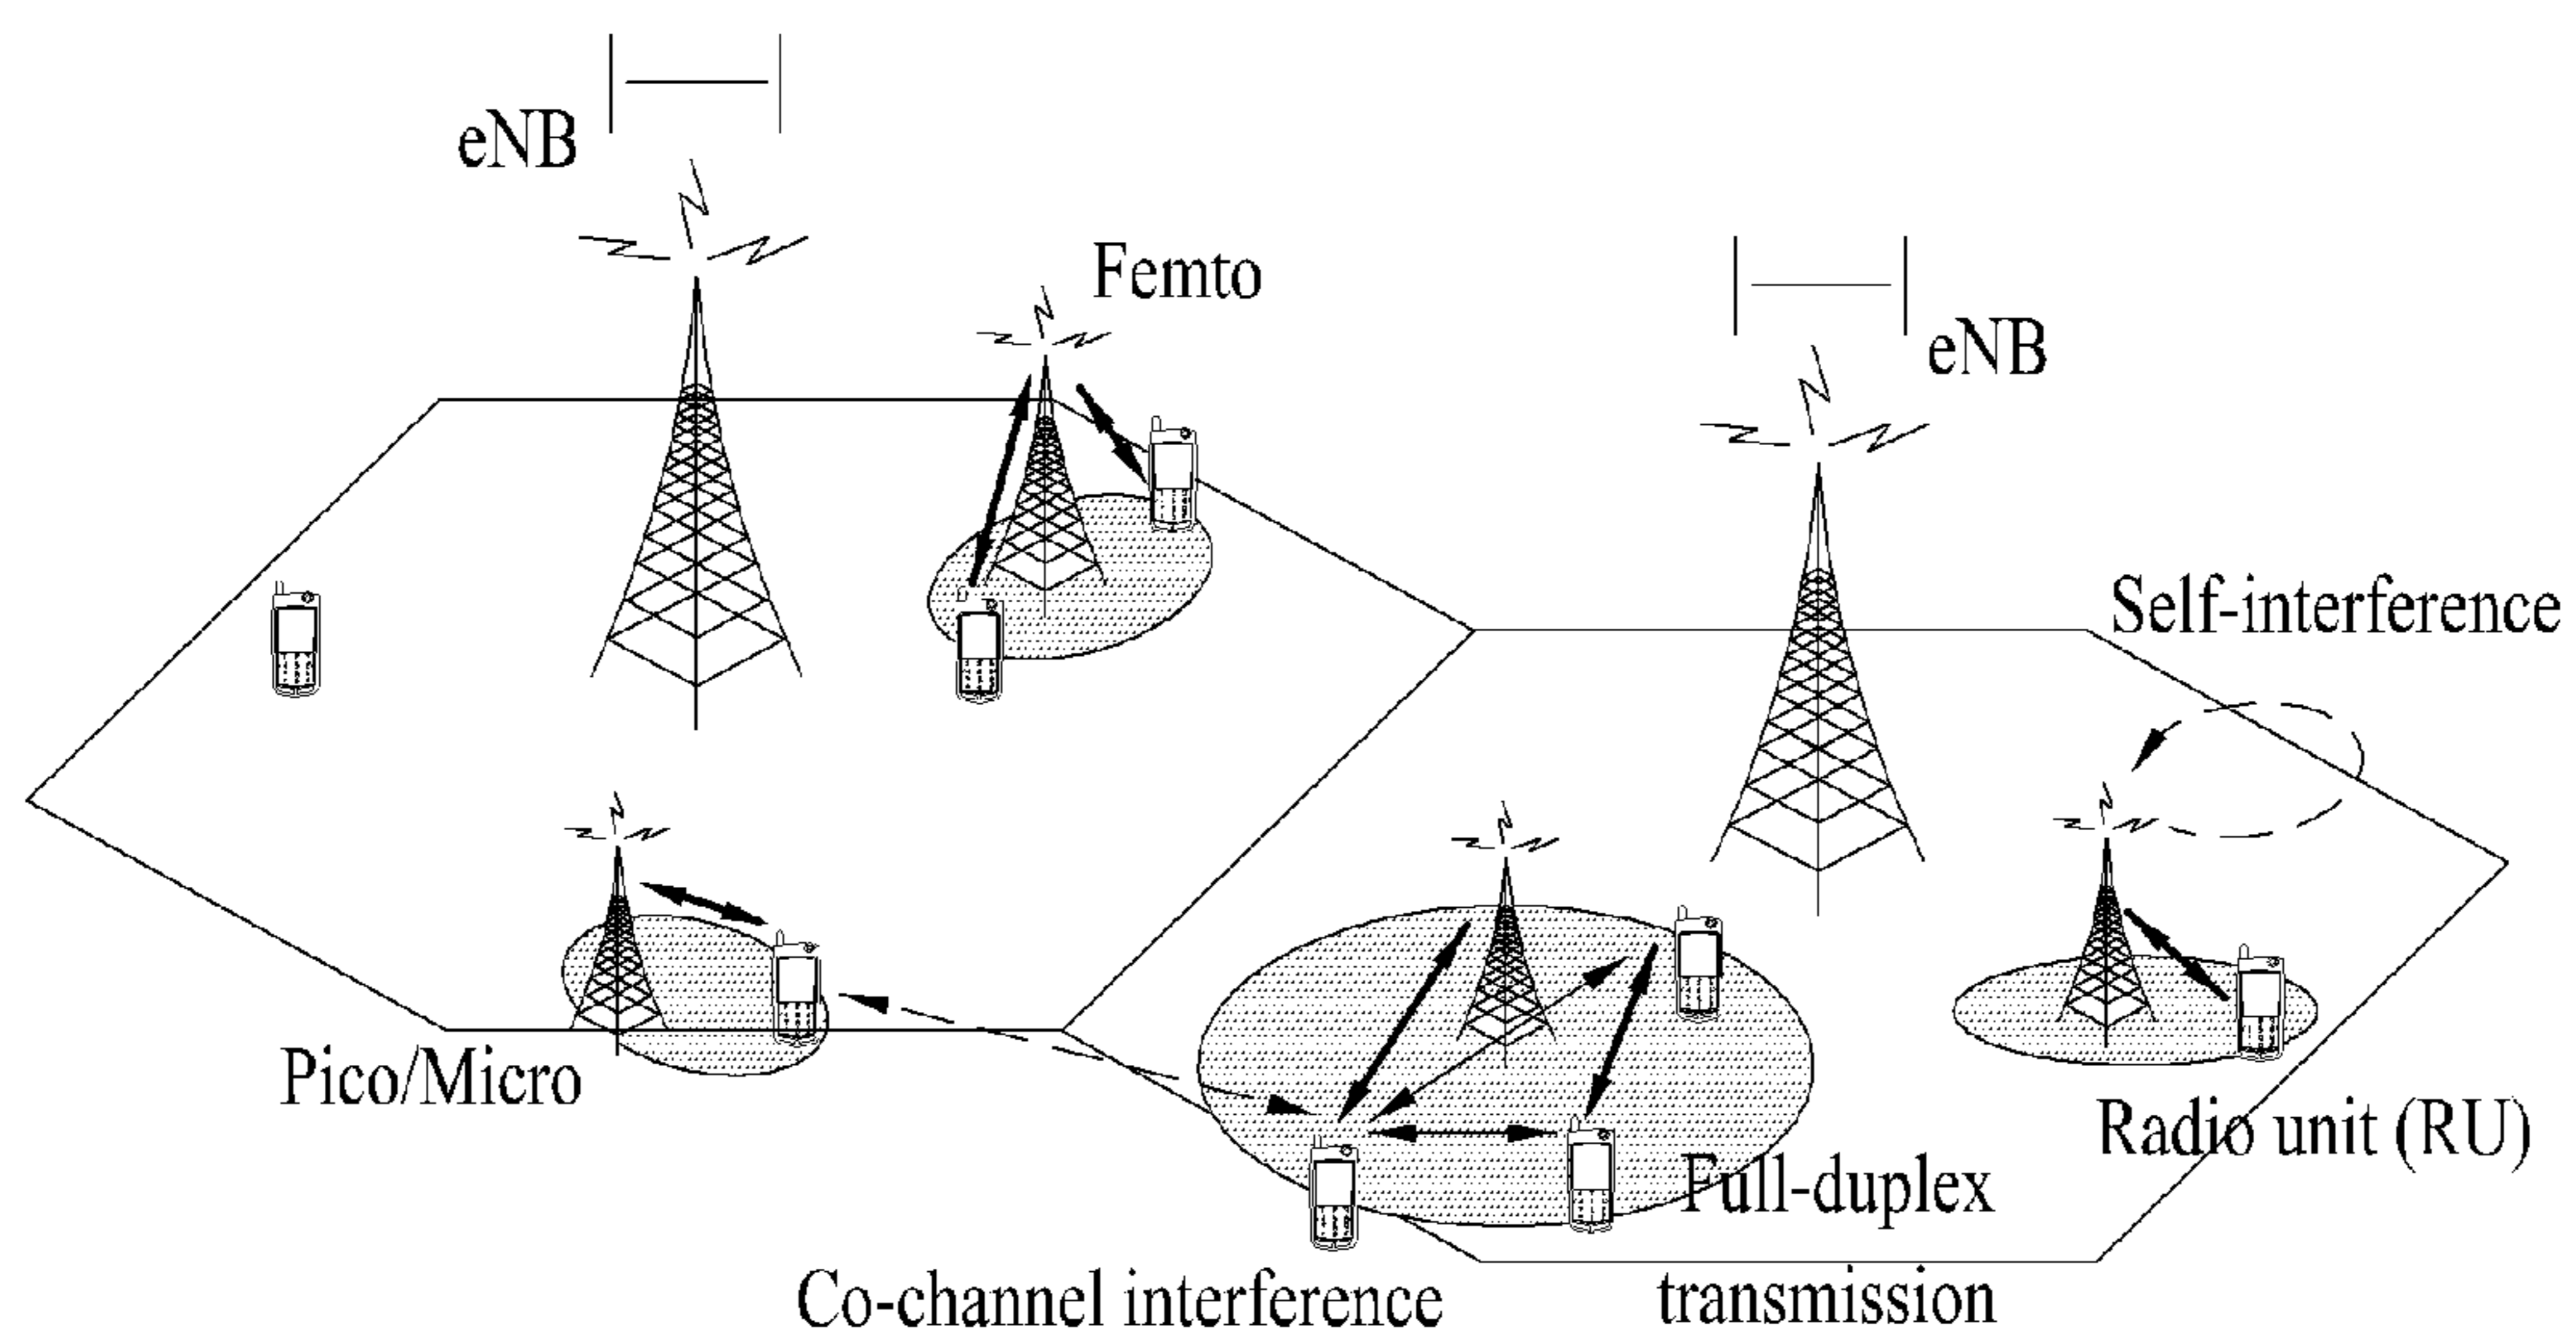 eNB
Femto
eNB
Self-interference
Pico/Micro
Radio unit (RU)
Full-duplex
transmission
Co-channel interference